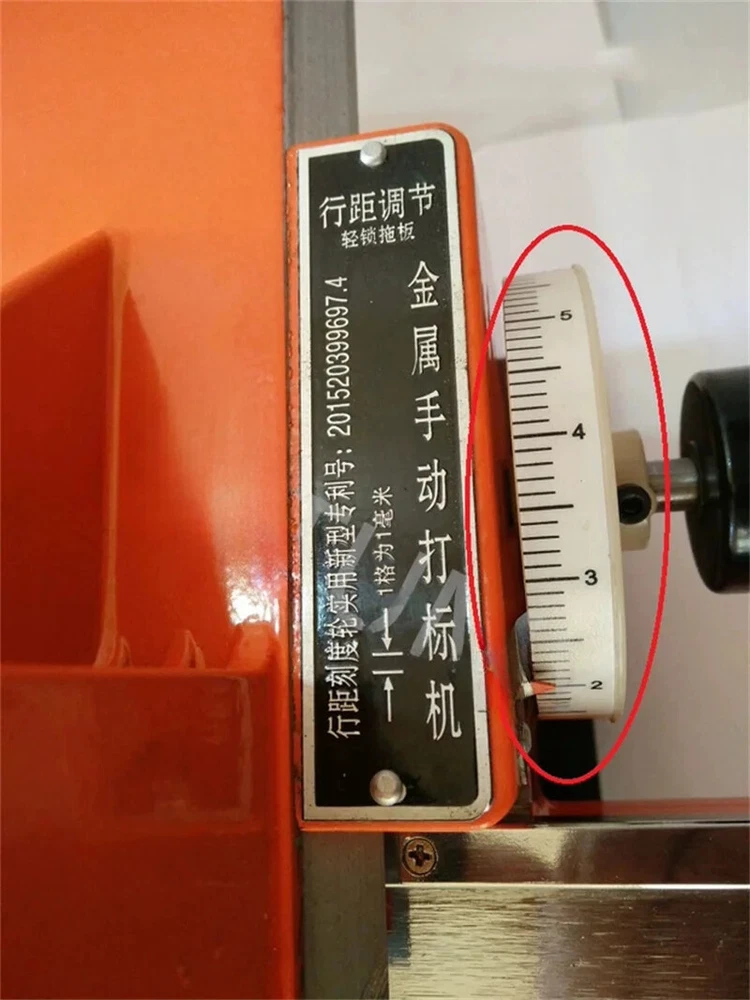 行距调节
轻锁拖板
金属手动打标机
行距刻度轮实用新型专利号：201520399697.4
1格为1毫米
5
4
3
2